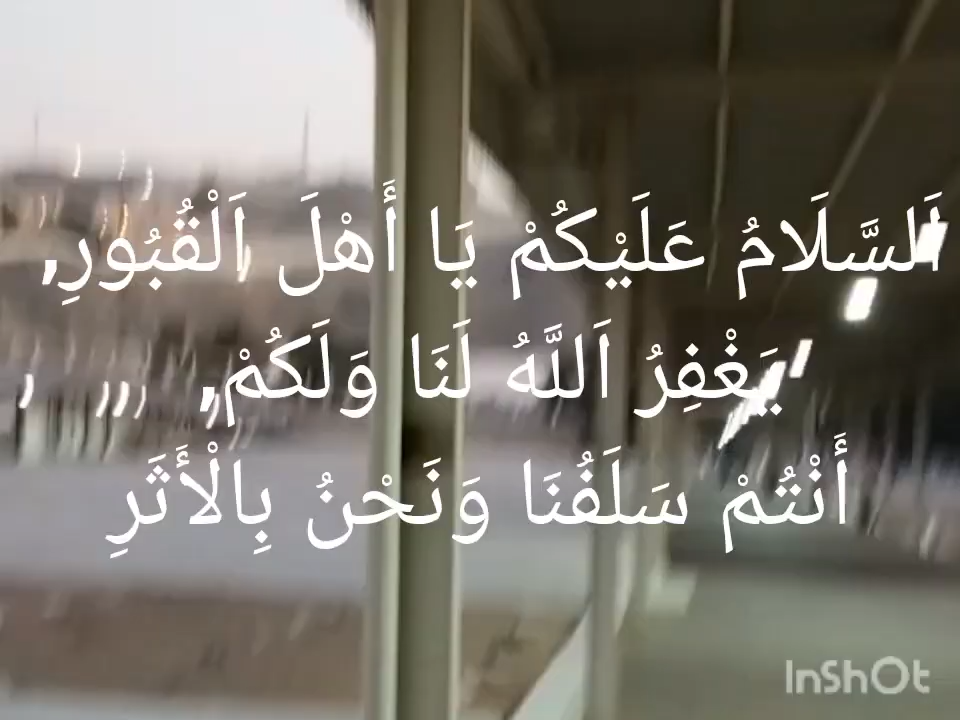 اَلسَّلَامُ عَلَيْكُمْ يَا أَهْلَ اَلْقُبُورِ,
يَغْفِرُ اَللَّهُ لَنَا وَلَكُمْ,
أَنْتُمْ سَلَفُنَا وَنَحْنُ بِالْأَثَرِ
InShOt